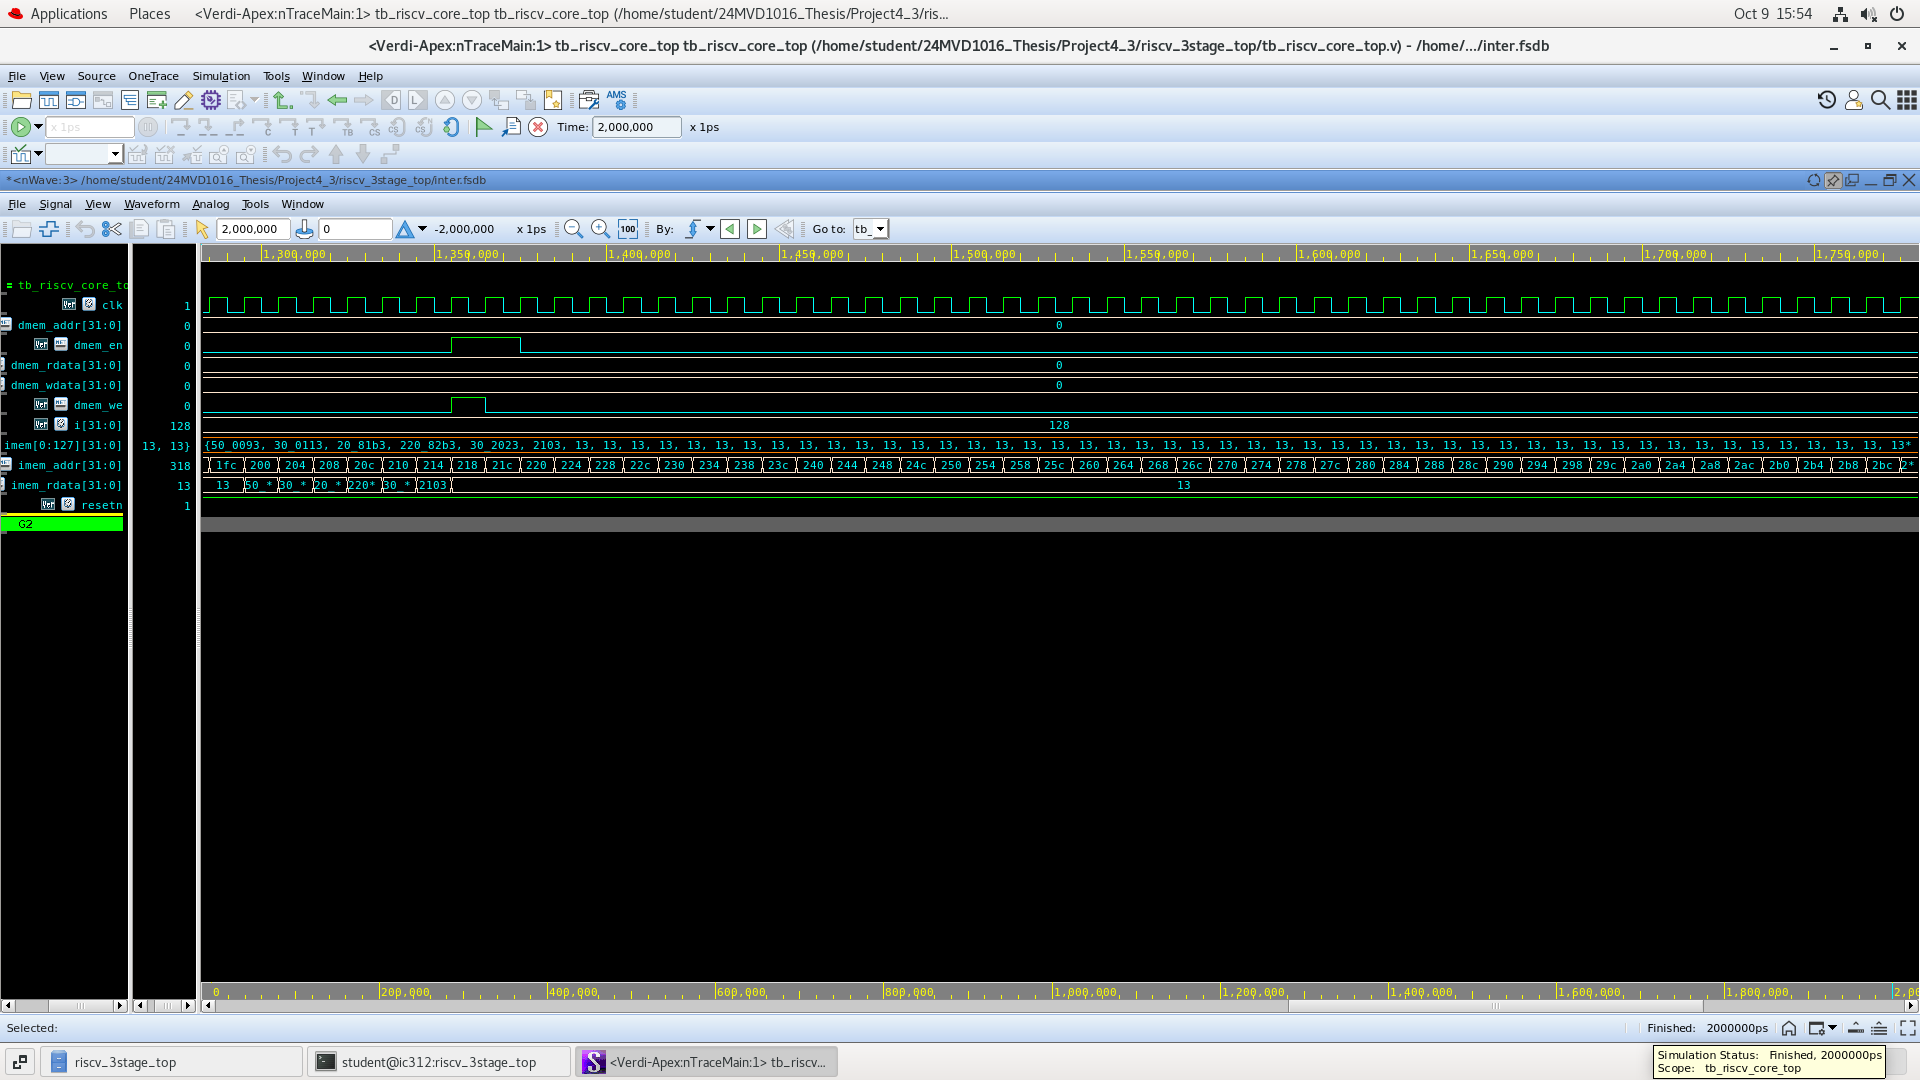 Applications Places <Verdi-Apex:nTraceMain:1> tb_riscv_core_top tb_riscv_core_top (/home/student/24MVD1016_Thesis/Project4_3/ris... Oct 9 15:54
<Verdi-Apex:nTraceMain:1> tb_riscv_core_top tb_riscv_core_top (/home/student/24MVD1016_Thesis/Project4_3/riscv_3stage_top/tb_riscv_core_top.v) - /home/.../inter.fsdb
File View Source OneTrace Simulation Tools Window Help
D L AMS
x 1ps C T T TB CS CS CS Time: 2,000,000 x 1ps
*<nWave:3> /home/student/24MVD1016_Thesis/Project4_3/riscv_3stage_top/inter.fsdb
File Signal View Waveform Analog Tools Window
2,000,000 0 -2,000,000 x 1ps 100 By: Go to: tb_
1,300,000 1,350,000 1,400,000 1,450,000 1,500,000 1,550,000 1,600,000 1,650,000 1,700,000 1,750,000
= tb_riscv_core_to
clk 1
dmem_addr[31:0] 0 0
dmem_en 0
dmem_rdata[31:0] 0 0
dmem_wdata[31:0] 0 0
dmem_we 0
i[31:0] 128 128
imem[0:127][31:0] 13, 13} {50_0093, 30_0113, 20_81b3, 220_82b3, 30_2023, 2103, 13, 13, 13, 13, 13, 13, 13, 13, 13, 13, 13, 13, 13, 13, 13, 13, 13, 13, 13, 13, 13, 13, 13, 13, 13, 13, 13, 13, 13, 13, 13, 13, 13, 13, 13, 13, 13, 13, 13, 13, 13, 13, 13, 13, 13, 13, 13, 13*
imem_addr[31:0] 318 1fc 200 204 208 20c 210 214 218 21c 220 224 228 22c 230 234 238 23c 240 244 248 24c 250 254 258 25c 260 264 268 26c 270 274 278 27c 280 284 288 28c 290 294 298 29c 2a0 2a4 2a8 2ac 2b0 2b4 2b8 2bc 2*
imem_rdata[31:0] 13 13 50_* 30_* 20_* 220* 30_* 2103 13
resetn 1
G2
0 200,000 400,000 600,000 800,000 1,000,000 1,200,000 1,400,000 1,600,000 1,800,000
Selected: Finished: 2000000ps
riscv_3stage_top student@ic312:riscv_3stage_top <Verdi-Apex:nTraceMain:1> tb_riscv...
Simulation Status: Finished, 2000000ps
Scope: tb_riscv_core_top